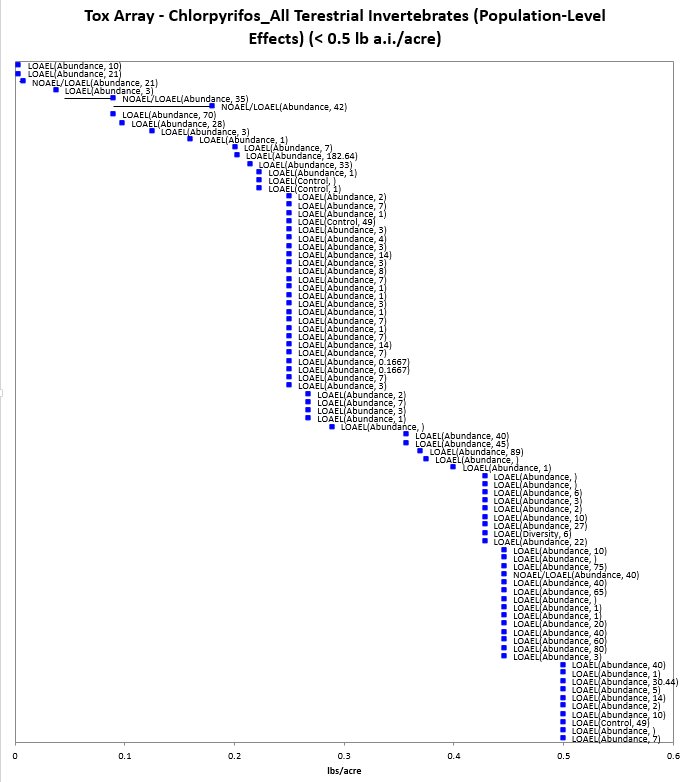 Tox Array - Chlorpyrifos_All Terestrial Invertebrates (Population-Level
Effects) (< 0.5 lb a.i./acre)
LOAEL(Abundance, 10)
LOAEL(Abundance, 21)
NOAEL/LOAEL(Abundance, 21)
LOAEL(Abundance, 3)
NOAEL/LOAEL(Abundance, 35)
NOAEL/LOAEL(Abundance, 42)
LOAEL(Abundance, 70)
LOAEL(Abundance, 28)
LOAEL(Abundance, 3)
LOAEL(Abundance, 1)
LOAEL(Abundance, 7)
LOAEL(Abundance, 182.64)
LOAEL(Abundance, 33)
LOAEL(Abundance, 1)
LOAEL(Control, )
LOAEL(Control, 1)
LOAEL(Abundance, 2)
LOAEL(Abundance, 7)
LOAEL(Abundance, 1)
LOAEL(Control, 49)
LOAEL(Abundance, 3)
LOAEL(Abundance, 4)
LOAEL(Abundance, 3)
LOAEL(Abundance, 14)
LOAEL(Abundance, 3)
LOAEL(Abundance, 8)
LOAEL(Abundance, 7)
LOAEL(Abundance, 1)
LOAEL(Abundance, 1)
LOAEL(Abundance, 3)
LOAEL(Abundance, 1)
LOAEL(Abundance, 7)
LOAEL(Abundance, 1)
LOAEL(Abundance, 7)
LOAEL(Abundance, 14)
LOAEL(Abundance, 7)
LOAEL(Abundance, 0.1667)
LOAEL(Abundance, 0.1667)
LOAEL(Abundance, 7)
LOAEL(Abundance, 3)
LOAEL(Abundance, 2)
LOAEL(Abundance, 7)
LOAEL(Abundance, 3)
LOAEL(Abundance, 1)
LOAEL(Abundance, )
LOAEL(Abundance, 40)
LOAEL(Abundance, 45)
LOAEL(Abundance, 89)
LOAEL(Abundance, )
LOAEL(Abundance, 1)
LOAEL(Abundance, )
LOAEL(Abundance, )
LOAEL(Abundance, 6)
LOAEL(Abundance, 3)
LOAEL(Abundance, 2)
LOAEL(Abundance, 10)
LOAEL(Abundance, 27)
LOAEL(Diversity, 6)
LOAEL(Abundance, 22)
LOAEL(Abundance, 10)
LOAEL(Abundance, )
LOAEL(Abundance, 75)
NOAEL/LOAEL(Abundance, 40)
LOAEL(Abundance, 40)
LOAEL(Abundance, 65)
LOAEL(Abundance, )
LOAEL(Abundance, 1)
LOAEL(Abundance, 1)
LOAEL(Abundance, 20)
LOAEL(Abundance, 40)
LOAEL(Abundance, 60)
LOAEL(Abundance, 80)
LOAEL(Abundance, 3)
LOAEL(Abundance, 40)
LOAEL(Abundance, 1)
LOAEL(Abundance, 30.44)
LOAEL(Abundance, 5)
LOAEL(Abundance, 14)
LOAEL(Abundance, 2)
LOAEL(Abundance, 10)
LOAEL(Control, 49)
LOAEL(Abundance, )
LOAEL(Abundance, 7)
0 0.1 0.2 0.3 0.4 0.5 0.6
lbs/acre